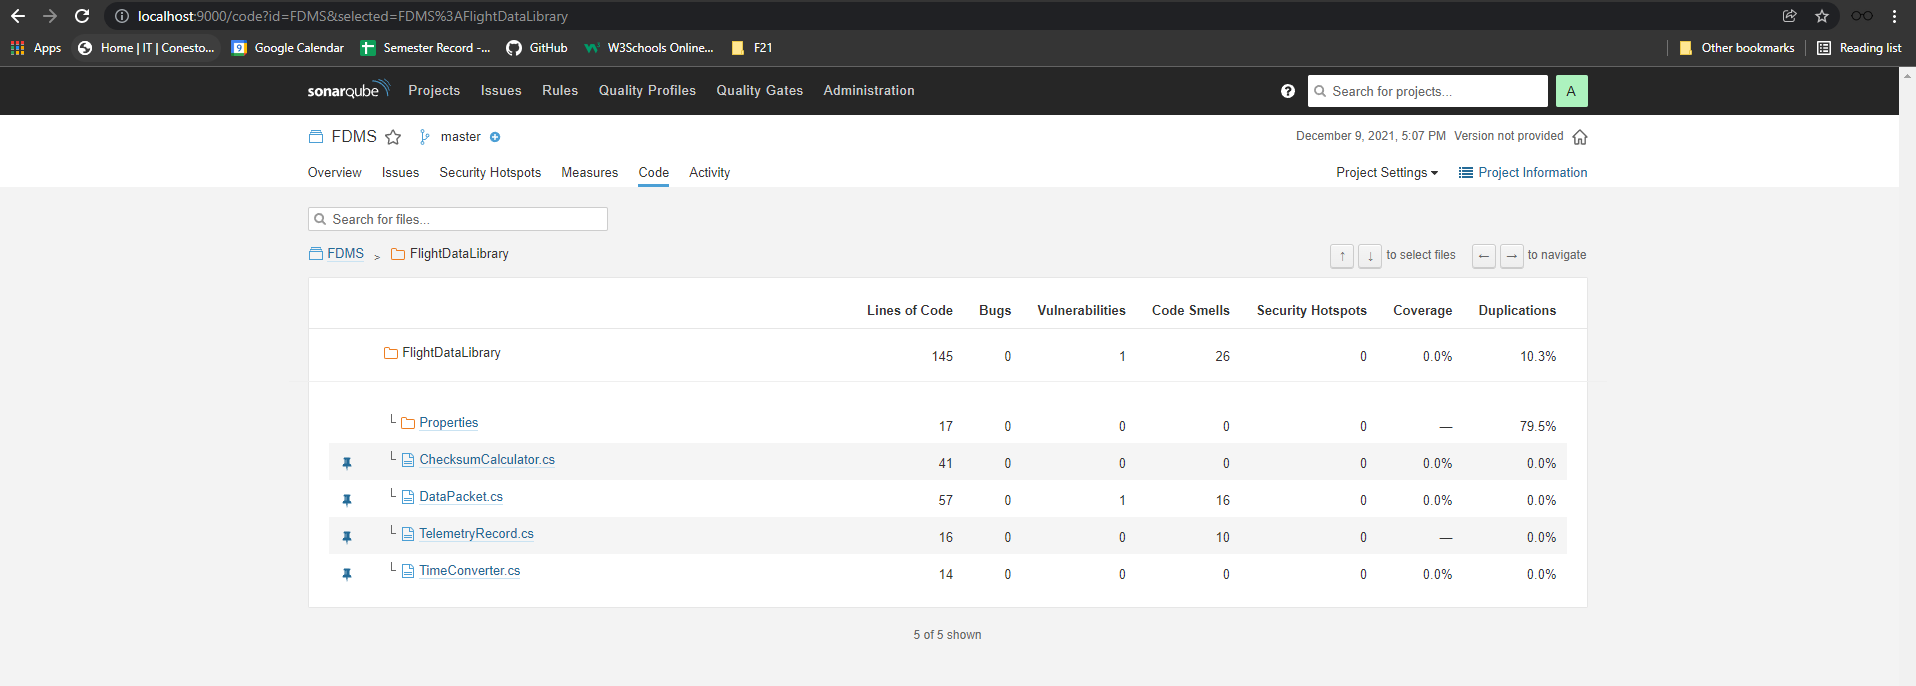 localhost:9000/code?id=FDMS&selected=FDMS%3AFlightDataLibrary
Apps Home | IT | Conesto... Google Calendar Semester Record -... GitHub W3Schools Online... F21 Other bookmarks Reading list
sonarqube Projects Issues Rules Quality Profiles Quality Gates Administration ? Search for projects... A
FDMS master December 9, 2021, 5:07 PM Version not provided
Overview Issues Security Hotspots Measures Code Activity Project Settings Project Information
Search for files...
FDMS > FlightDataLibrary ↑ ↓ to select files ← → to navigate
Lines of Code Bugs Vulnerabilities Code Smells Security Hotspots Coverage Duplications
FlightDataLibrary 145 0 1 26 0 0.0% 10.3%
Properties 17 0 0 0 0 — 79.5%
ChecksumCalculator.cs 41 0 0 0 0 0.0% 0.0%
DataPacket.cs 57 0 1 16 0 0.0% 0.0%
TelemetryRecord.cs 16 0 0 10 0 — 0.0%
TimeConverter.cs 14 0 0 0 0 0.0% 0.0%
5 of 5 shown